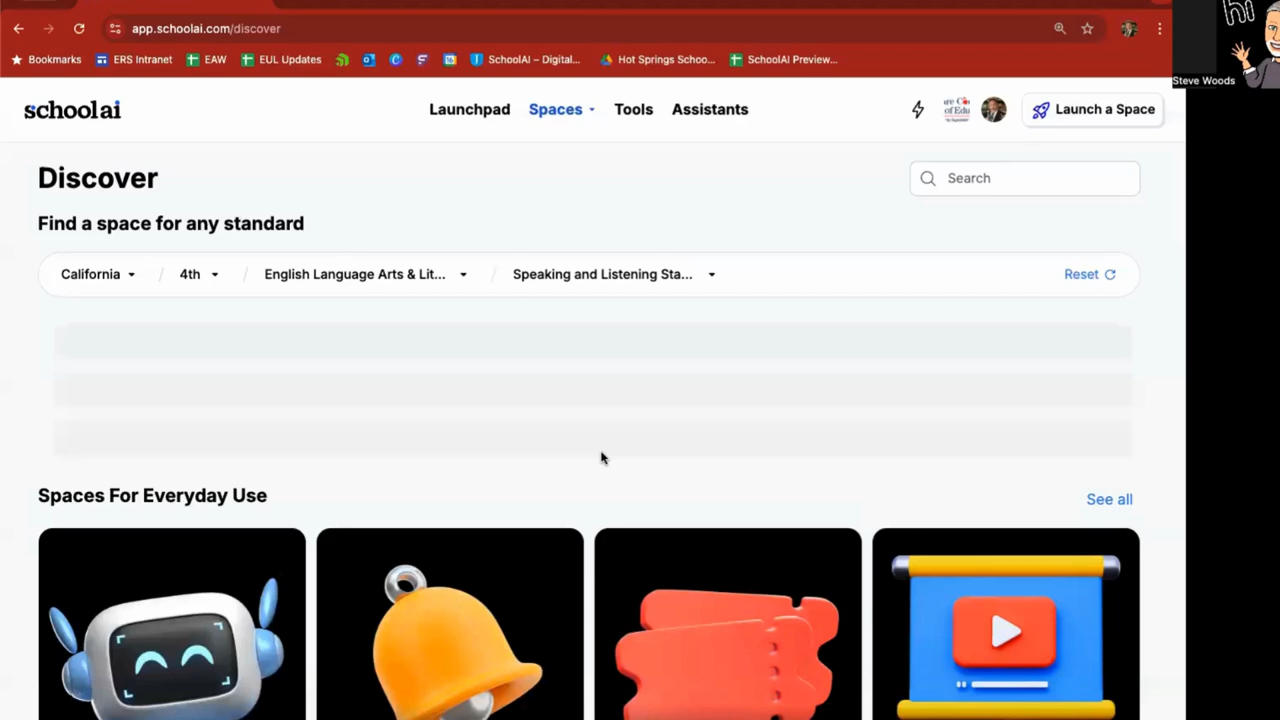 app.schoolai.com/discover
hi
Bookmarks
ERS Intranet
EAW
EUL Updates
SchoolAI – Digital...
Hot Springs Schoo...
SchoolAI Preview...
Steve Woods
school ai
Launchpad
Spaces
Tools
Assistants
Launch a Space
Discover
Search
Find a space for any standard
California
/
4th
/
English Language Arts & Lit...
/
Speaking and Listening Sta...
Reset
Spaces For Everyday Use
See all